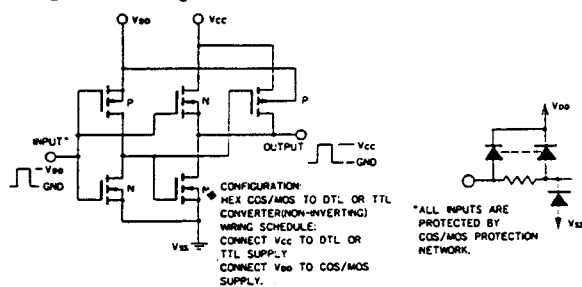 VDD
VCC
P
N
P
INPUT*
OUTPUT
VDD
GND
VCC
GND
N
N
VSS
CONFIGURATION:
HEX COS/MOS TO DTL OR TTL
CONVERTER(NON-INVERTING)
WIRING SCHEDULE:
CONNECT VCC TO DTL OR
TTL SUPPLY
CONNECT VDD TO COS/MOS
SUPPLY.
VDD
VSS
*ALL INPUTS ARE
PROTECTED BY
COS/MOS PROTECTION
NETWORK.